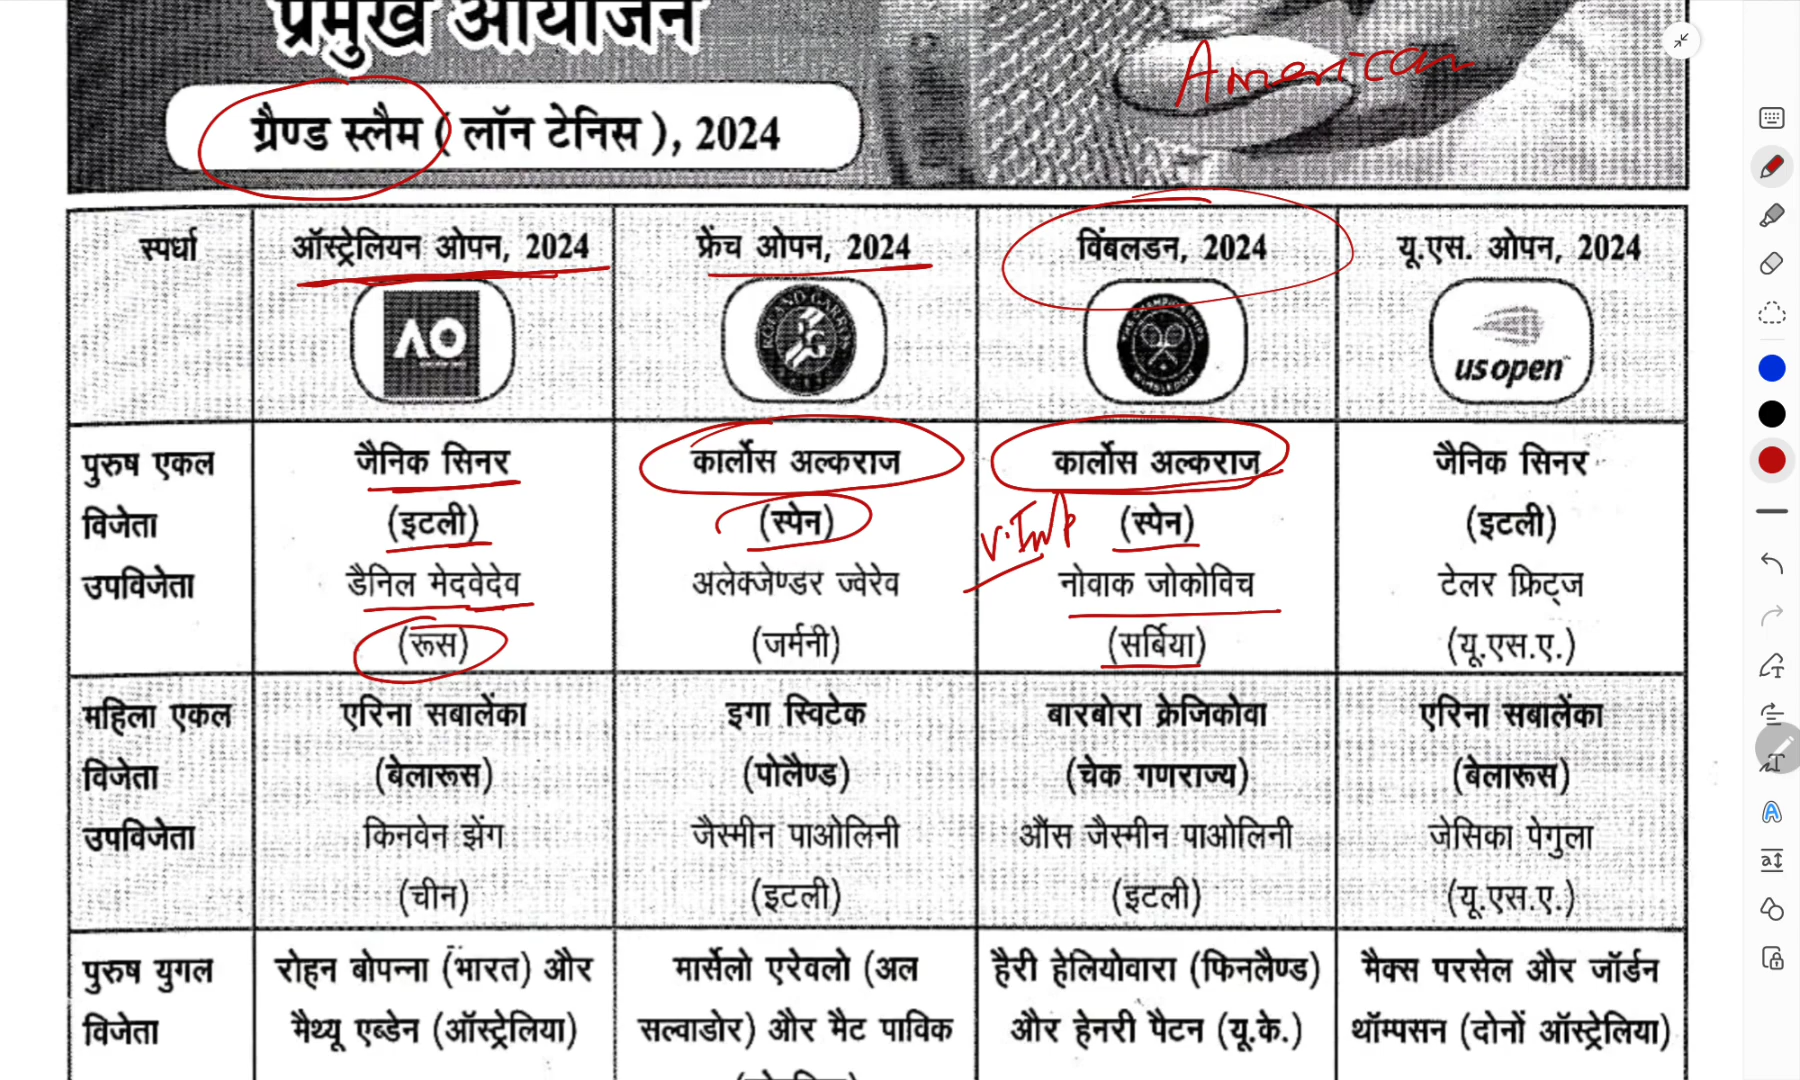 प्रमुख आयोजन
American
ग्रैण्ड स्लैम ( लॉन टेनिस ), 2024
स्पर्धा ऑस्ट्रेलियन ओपन, 2024 फ्रेंच ओपन, 2024 विंबलडन, 2024 यू.एस. ओपन, 2024
AO
us open
पुरुष एकल जैनिक सिनर कार्लोस अल्कराज कार्लोस अल्कराज जैनिक सिनर
विजेता (इटली) (स्पेन) (स्पेन) (इटली)
V.Imp
उपविजेता डैनिल मेदवेदेव अलेक्जेण्डर ज्वेरेव नोवाक जोकोविच टेलर फ्रिट्ज
(रूस) (जर्मनी) (सर्बिया) (यू.एस.ए.)
महिला एकल एरिना सबालेंका इगा स्विटेक बारबोरा क्रेजिकोवा एरिना सबालेंका
विजेता (बेलारूस) (पोलैण्ड) (चेक गणराज्य) (बेलारूस)
उपविजेता किनवेन झेंग जैस्मीन पाओलिनी औंस जैस्मीन पाओलिनी जेसिका पेगुला
(चीन) (इटली) (इटली) (यू.एस.ए.)
पुरुष युगल रोहन बोपन्ना (भारत) और मार्सेलो एरेवलो (अल हैरी हेलियोवारा (फिनलैण्ड) मैक्स परसेल और जॉर्डन
विजेता मैथ्यू एब्डेन (ऑस्ट्रेलिया) सल्वाडोर) और मैट पाविक और हेनरी पैटन (यू.के.) थॉम्पसन (दोनों ऑस्ट्रेलिया)